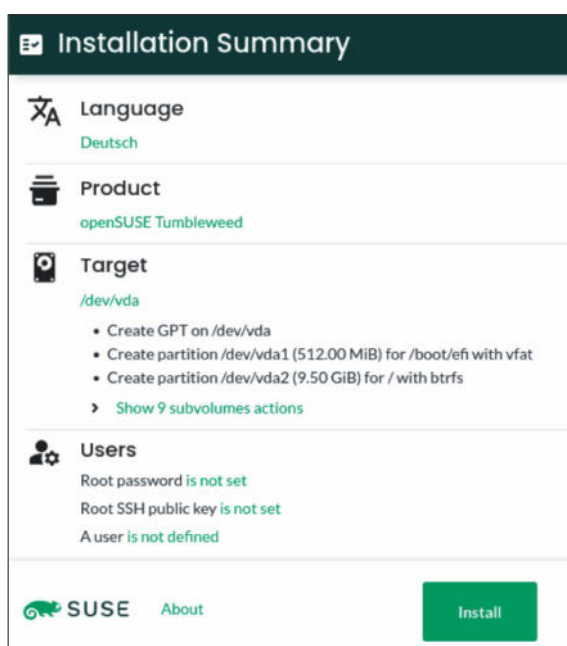 Installation Summary
Language
Deutsch
Product
openSUSE Tumbleweed
Target
/dev/vda
• Create GPT on /dev/vda
• Create partition /dev/vda1 (512.00 MiB) for /boot/efi with vfat
• Create partition /dev/vda2 (9.50 GiB) for / with btrfs
Show 9 subvolumes actions
Users
Root password is not set
Root SSH public key is not set
A user is not defined
SUSE About Install